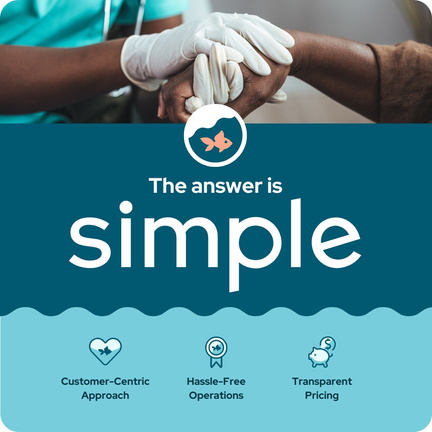 The answer is
simple
Customer-Centric
Approach
Hassle-Free
Operations
Transparent
Pricing